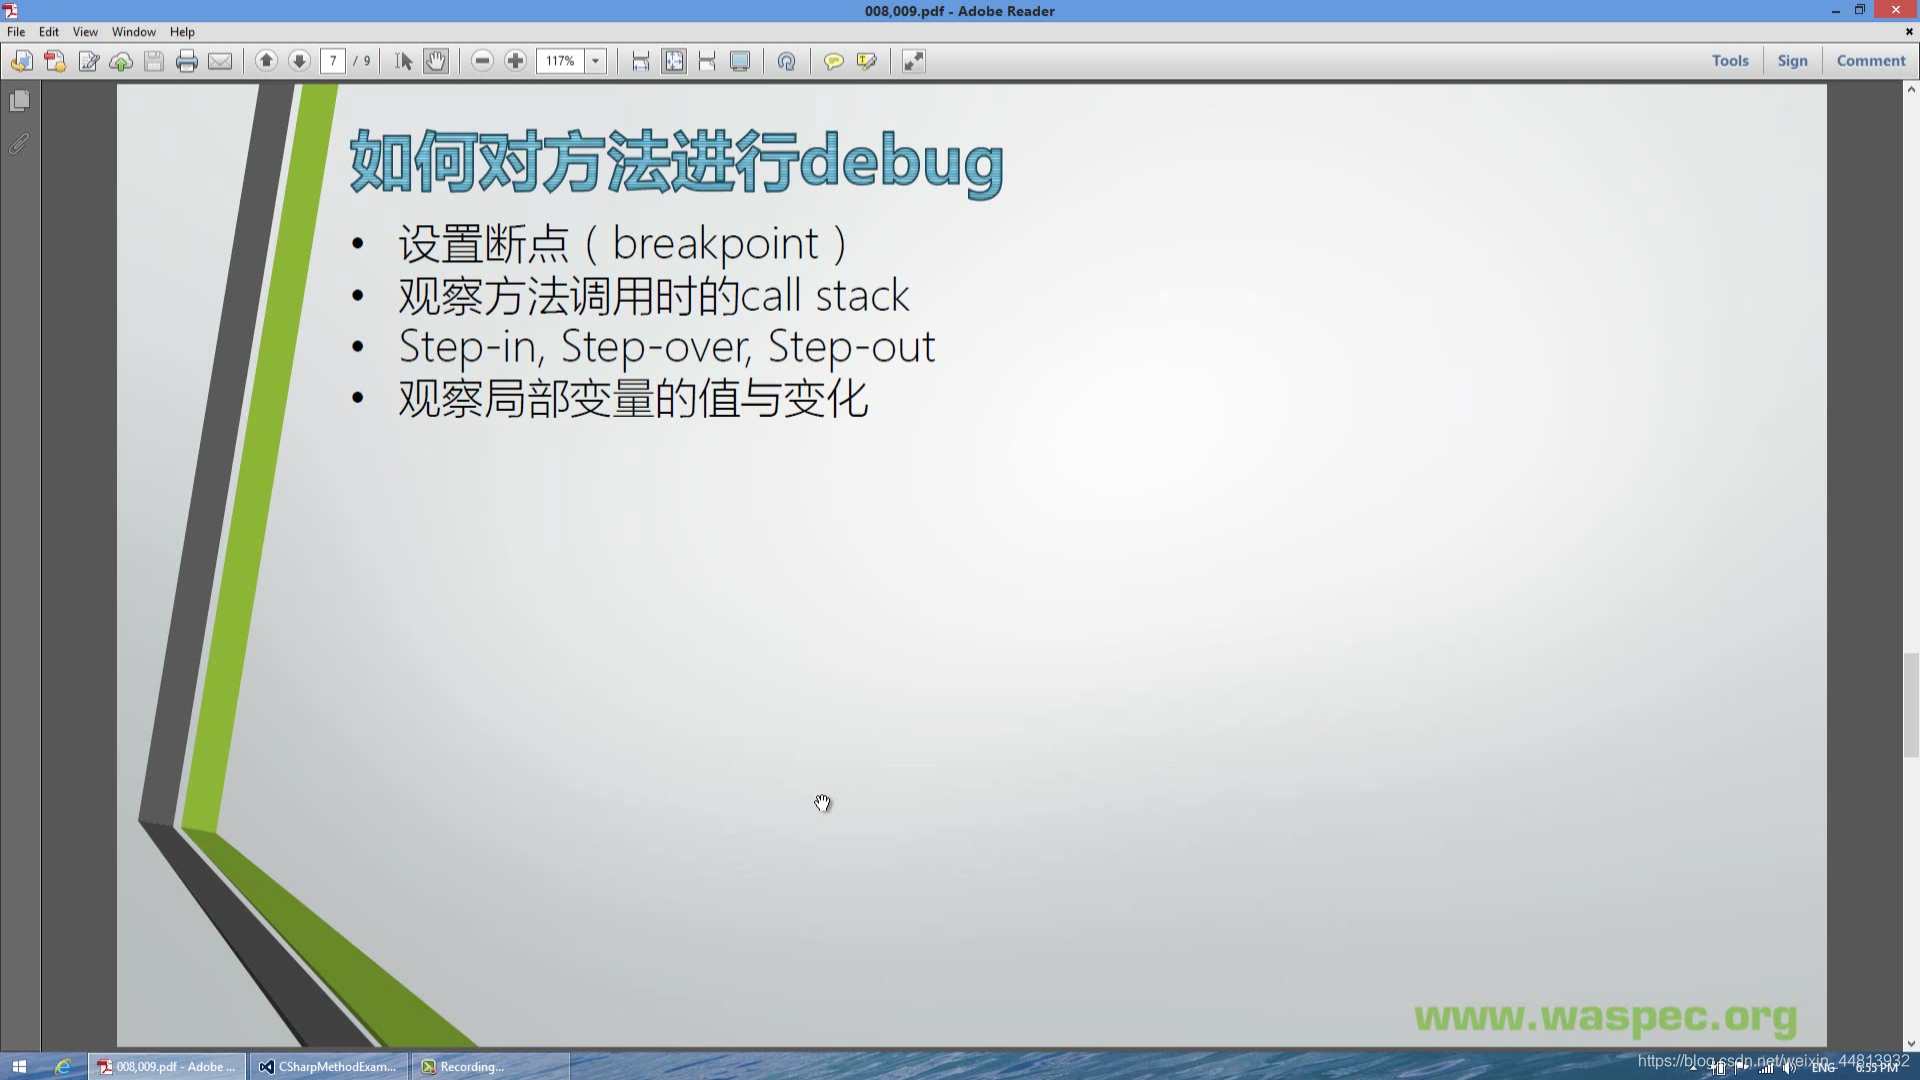 008,009.pdf - Adobe Reader
File Edit View Window Help
7 / 9 117% Tools Sign Comment
如何对方法进行debug
• 设置断点（breakpoint）
• 观察方法调用时的call stack
• Step-in, Step-over, Step-out
• 观察局部变量的值与变化
www.waspec.org
https://blog.csdn.net/weixin_44813932
008,009.pdf - Adobe ... CSharpMethodExam... Recording... ENG 6:55 PM